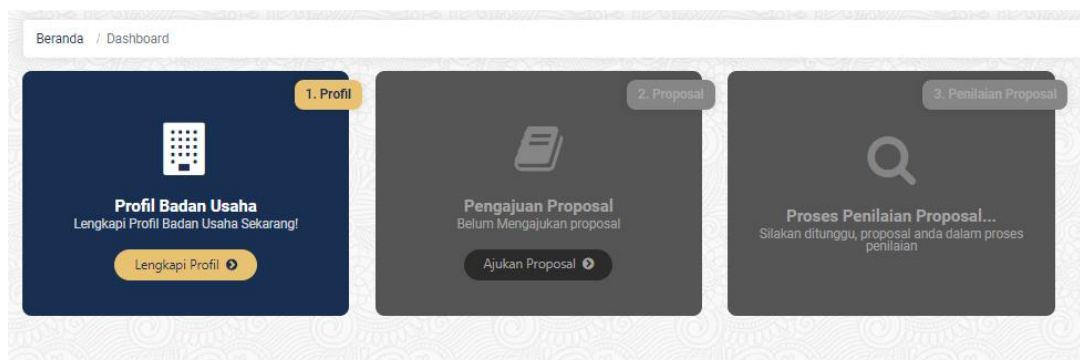 Beranda / Dashboard
1. Profil
Profil Badan Usaha
Lengkapi Profil Badan Usaha Sekarang!
Lengkapi Profil
2. Proposal
Pengajuan Proposal
Belum Mengajukan proposal
Ajukan Proposal
3. Penilaian Proposal
Proses Penilaian Proposal...
Silakan ditunggu, proposal anda dalam proses
penilaian